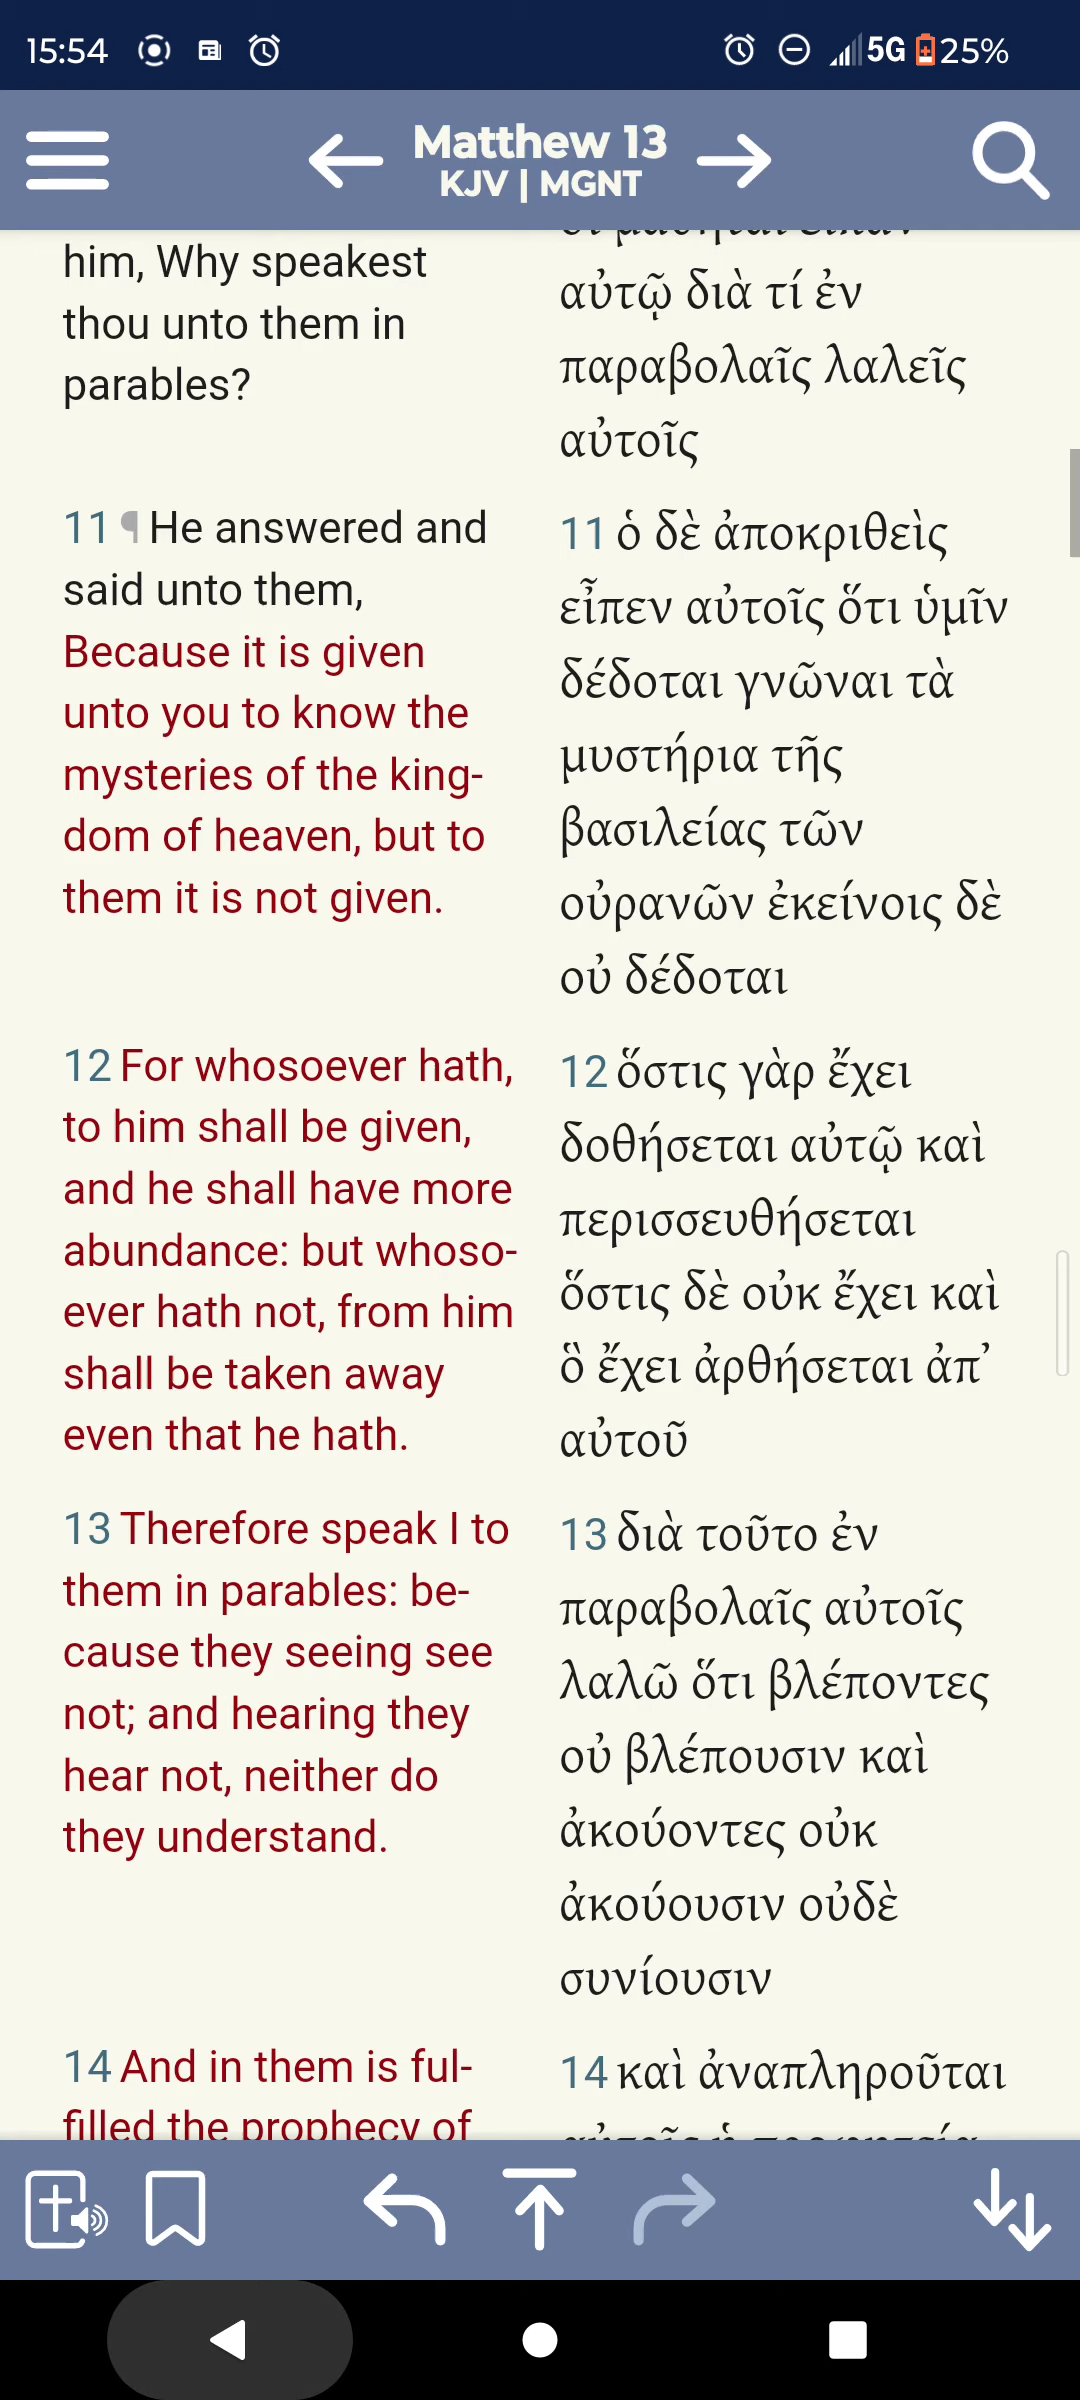 15:54
5G 25%
Matthew 13
KJV | MGNT
him, Why speakest
thou unto them in
parables?
11 ¶ He answered and
said unto them,
Because it is given
unto you to know the
mysteries of the king-
dom of heaven, but to
them it is not given.
12 For whosoever hath,
to him shall be given,
and he shall have more
abundance: but whoso-
ever hath not, from him
shall be taken away
even that he hath.
13 Therefore speak I to
them in parables: be-
cause they seeing see
not; and hearing they
hear not, neither do
they understand.
14 And in them is ful-
filled the prophecy of
αὐτῷ διὰ τί ἐν
παραβολαῖς λαλεῖς
αὐτοῖς
11 ὁ δὲ ἀποκριθεὶς
εἶπεν αὐτοῖς ὅτι ὑμῖν
δέδοται γνῶναι τὰ
μυστήρια τῆς
βασιλείας τῶν
οὐρανῶν ἐκείνοις δὲ
οὐ δέδοται
12 ὅστις γὰρ ἔχει
δοθήσεται αὐτῷ καὶ
περισσευθήσεται
ὅστις δὲ οὐκ ἔχει καὶ
ὃ ἔχει ἀρθήσεται ἀπ᾽
αὐτοῦ
13 διὰ τοῦτο ἐν
παραβολαῖς αὐτοῖς
λαλῶ ὅτι βλέποντες
οὐ βλέπουσιν καὶ
ἀκούοντες οὐκ
ἀκούουσιν οὐδὲ
συνίουσιν
14 καὶ ἀναπληροῦται